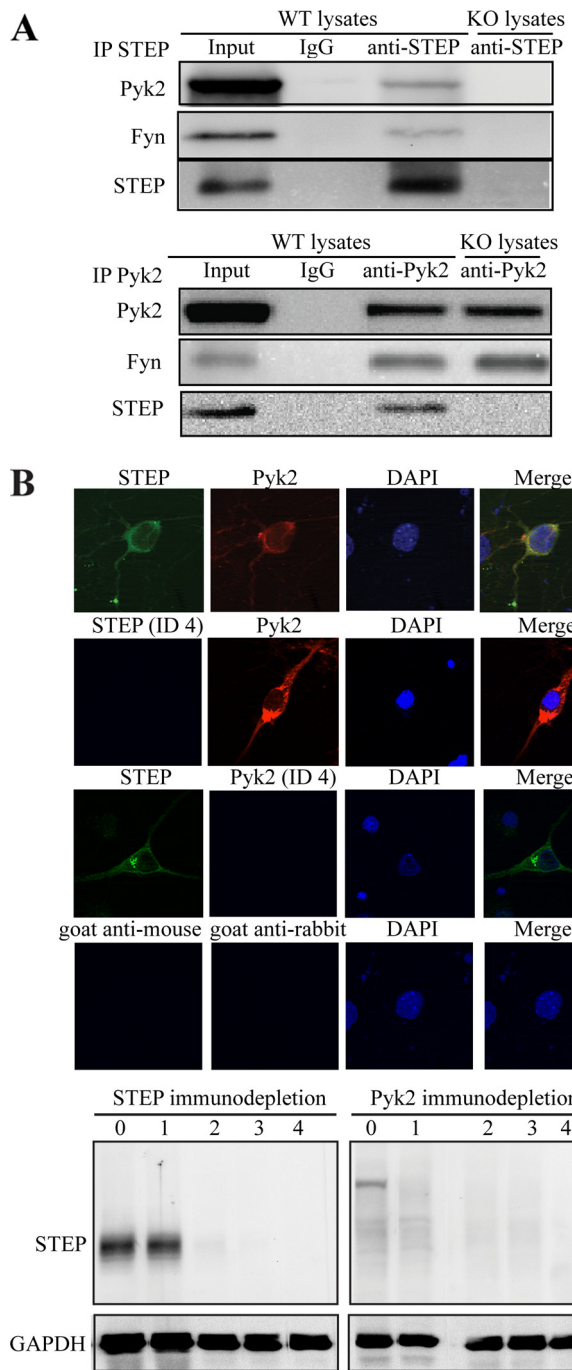 A
WT lysates KO lysates
IP STEP Input IgG anti-STEP anti-STEP
Pyk2
Fyn
STEP
WT lysates KO lysates
IP Pyk2 Input IgG anti-Pyk2 anti-Pyk2
Pyk2
Fyn
STEP
B
STEP Pyk2 DAPI Merge
STEP (ID 4) Pyk2 DAPI Merge
STEP Pyk2 (ID 4) DAPI Merge
goat anti-mouse goat anti-rabbit DAPI Merge
STEP immunodepletion Pyk2 immunodepletion
0 1 2 3 4 0 1 2 3 4
STEP
GAPDH